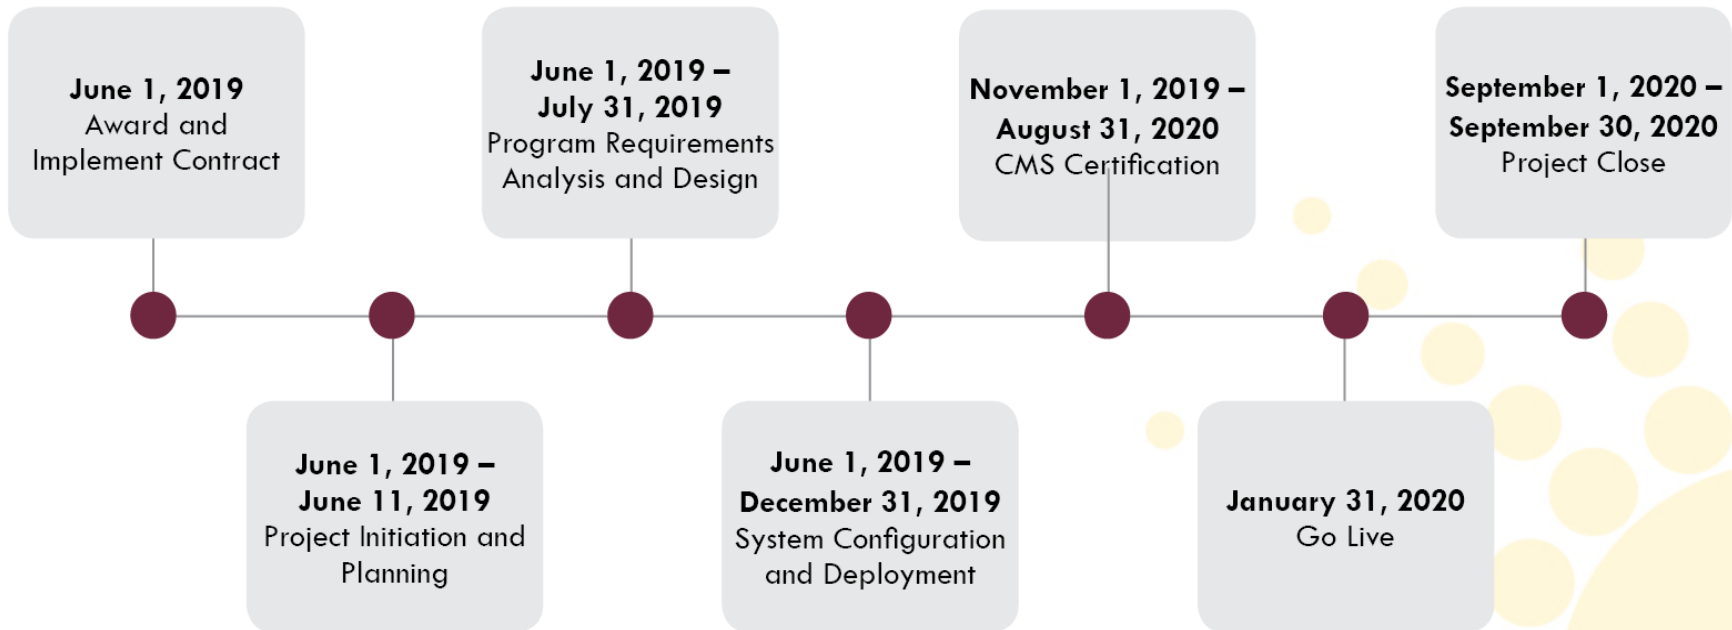 June 1, 2019
Award and
Implement Contract
June 1, 2019 –
June 11, 2019
Project Initiation and
Planning
June 1, 2019 –
July 31, 2019
Program Requirements
Analysis and Design
June 1, 2019 –
December 31, 2019
System Configuration
and Deployment
November 1, 2019 –
August 31, 2020
CMS Certification
January 31, 2020
Go Live
September 1, 2020 –
September 30, 2020
Project Close